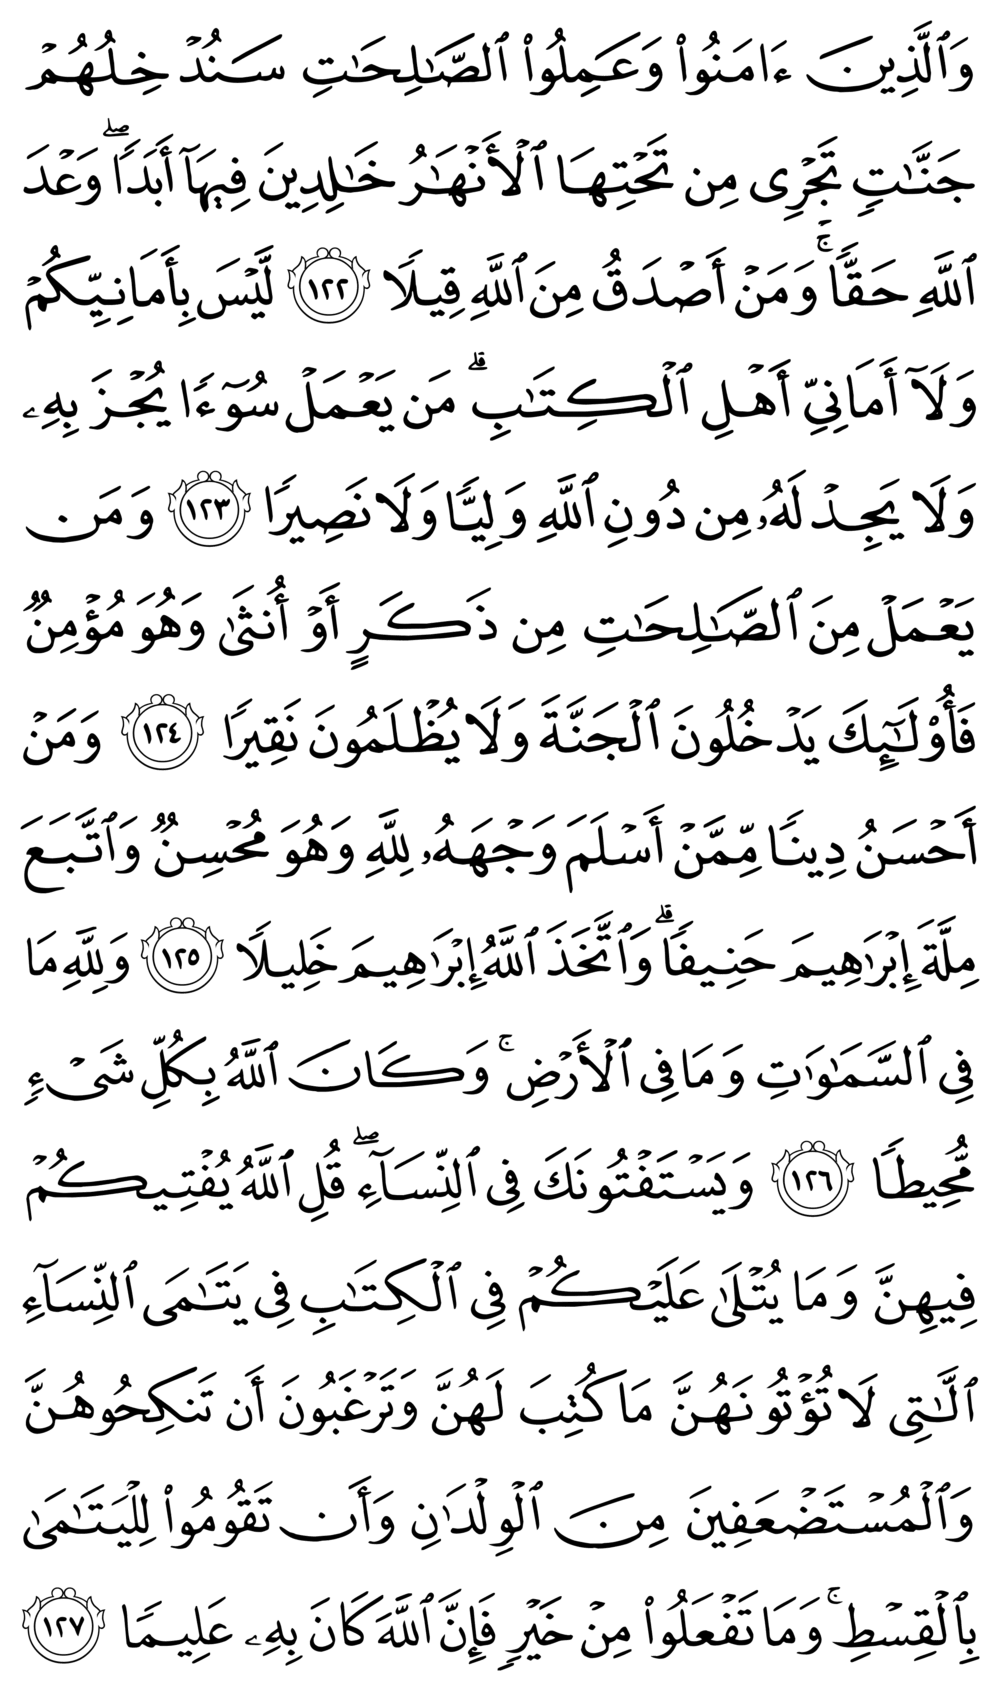 وَٱلَّذِينَ ءَامَنُوا۟ وَعَمِلُوا۟ ٱلصَّـٰلِحَـٰتِ سَنُدْخِلُهُمْ
جَنَّـٰتٍ تَجْرِى مِن تَحْتِهَا ٱلْأَنْهَـٰرُ خَـٰلِدِينَ فِيهَآ أَبَدًا ۖ وَعْدَ
ٱللَّهِ حَقًّا ۚ وَمَنْ أَصْدَقُ مِنَ ٱللَّهِ قِيلًا ١٢٢ لَّيْسَ بِأَمَانِيِّكُمْ
وَلَآ أَمَانِىِّ أَهْلِ ٱلْكِتَـٰبِ ۗ مَن يَعْمَلْ سُوٓءًا يُجْزَ بِهِۦ
وَلَا يَجِدْ لَهُۥ مِن دُونِ ٱللَّهِ وَلِيًّا وَلَا نَصِيرًا ١٢٣ وَمَن
يَعْمَلْ مِنَ ٱلصَّـٰلِحَـٰتِ مِن ذَكَرٍ أَوْ أُنثَىٰ وَهُوَ مُؤْمِنٌ
فَأُو۟لَـٰٓئِكَ يَدْخُلُونَ ٱلْجَنَّةَ وَلَا يُظْلَمُونَ نَقِيرًا ١٢٤ وَمَنْ
أَحْسَنُ دِينًا مِّمَّنْ أَسْلَمَ وَجْهَهُۥ لِلَّهِ وَهُوَ مُحْسِنٌ وَٱتَّبَعَ
مِلَّةَ إِبْرَٰهِيمَ حَنِيفًا ۗ وَٱتَّخَذَ ٱللَّهُ إِبْرَٰهِيمَ خَلِيلًا ١٢٥ وَلِلَّهِ مَا
فِى ٱلسَّمَـٰوَٰتِ وَمَا فِى ٱلْأَرْضِ ۚ وَكَانَ ٱللَّهُ بِكُلِّ شَىْءٍ
مُّحِيطًا ١٢٦ وَيَسْتَفْتُونَكَ فِى ٱلنِّسَآءِ ۖ قُلِ ٱللَّهُ يُفْتِيكُمْ
فِيهِنَّ وَمَا يُتْلَىٰ عَلَيْكُمْ فِى ٱلْكِتَـٰبِ فِى يَتَـٰمَى ٱلنِّسَآءِ
ٱلَّـٰتِى لَا تُؤْتُونَهُنَّ مَا كُتِبَ لَهُنَّ وَتَرْغَبُونَ أَن تَنكِحُوهُنَّ
وَٱلْمُسْتَضْعَفِينَ مِنَ ٱلْوِلْدَٰنِ وَأَن تَقُومُوا۟ لِلْيَتَـٰمَىٰ
بِٱلْقِسْطِ ۚ وَمَا تَفْعَلُوا۟ مِنْ خَيْرٍ فَإِنَّ ٱللَّهَ كَانَ بِهِۦ عَلِيمًا ١٢٧